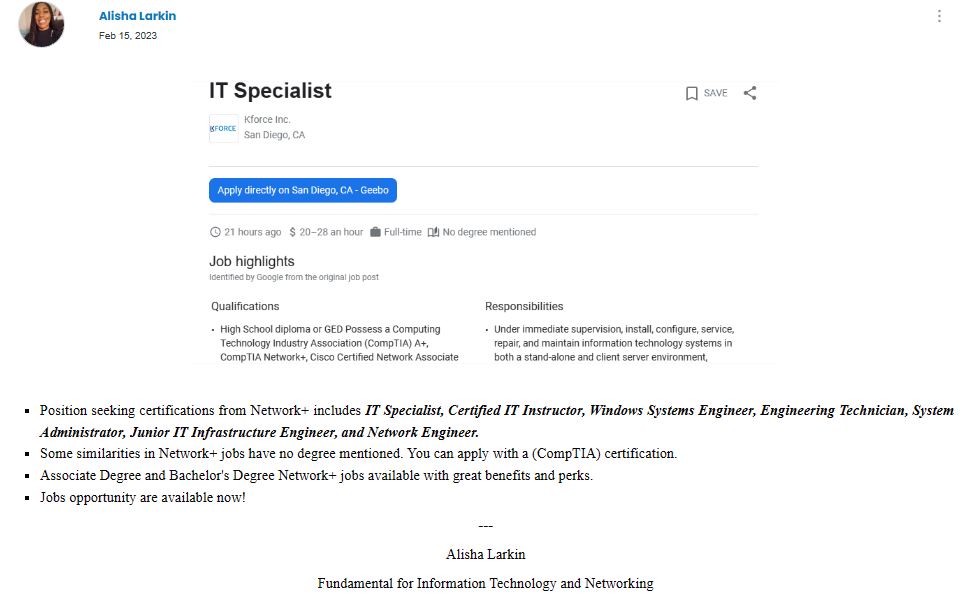 Alisha Larkin
Feb 15, 2023
IT Specialist
SAVE
KFORCE
Kforce Inc.
San Diego, CA
Apply directly on San Diego, CA - Geebo
21 hours ago $ 20–28 an hour Full-time No degree mentioned
Job highlights
Identified by Google from the original job post
Qualifications
• High School diploma or GED Possess a Computing
Technology Industry Association (CompTIA) A+,
CompTIA Network+, Cisco Certified Network Associate
Responsibilities
• Under immediate supervision, install, configure, service,
repair, and maintain information technology systems in
both a stand-alone and client server environment,
▪ Position seeking certifications from Network+ includes IT Specialist, Certified IT Instructor, Windows Systems Engineer, Engineering Technician, System
Administrator, Junior IT Infrastructure Engineer, and Network Engineer.
▪ Some similarities in Network+ jobs have no degree mentioned. You can apply with a (CompTIA) certification.
▪ Associate Degree and Bachelor's Degree Network+ jobs available with great benefits and perks.
▪ Jobs opportunity are available now!
---
Alisha Larkin
Fundamental for Information Technology and Networking